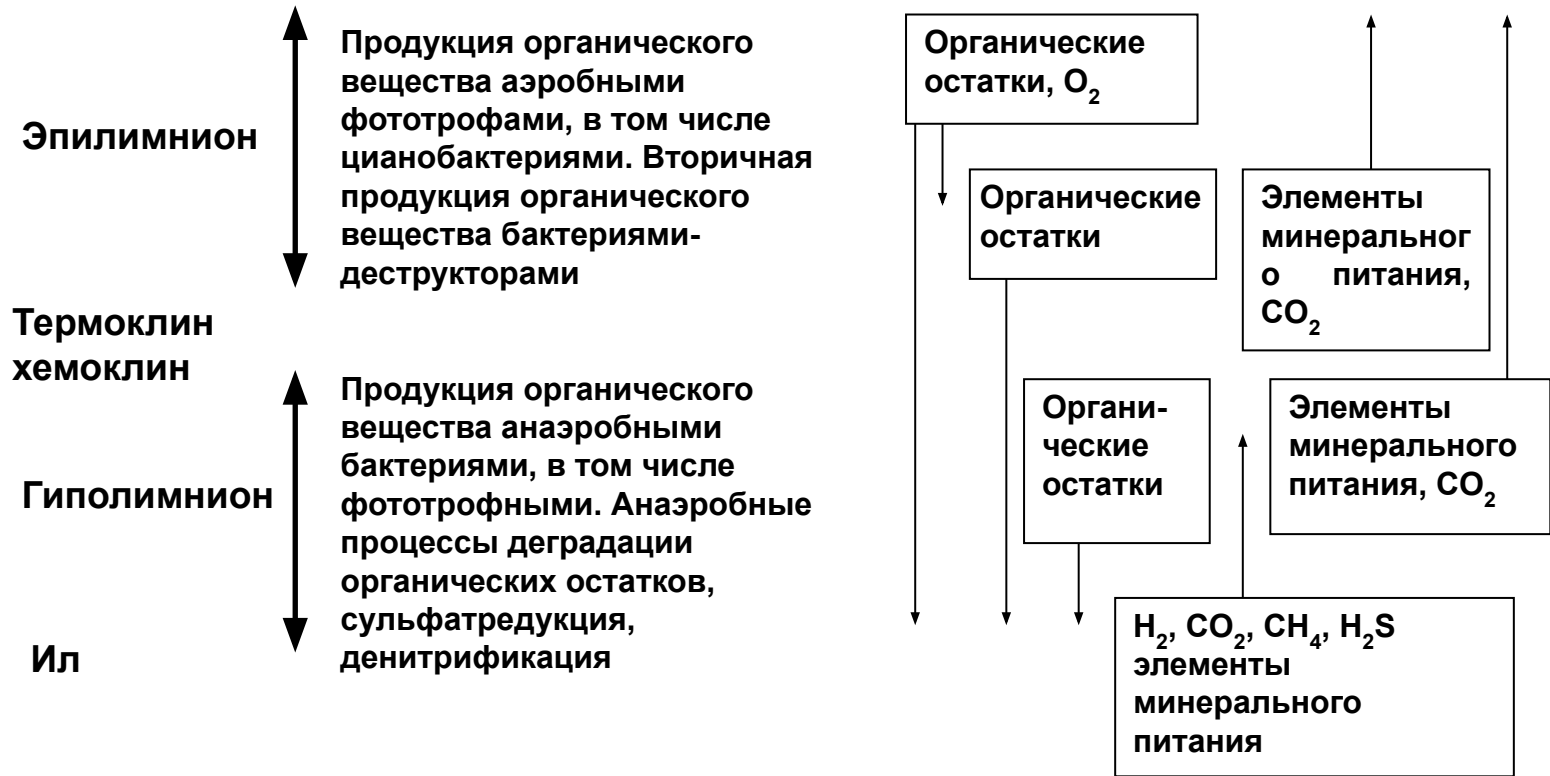 Эпилимнион
Продукция органического
вещества аэробными
фототрофами, в том числе
цианобактериями. Вторичная
продукция органического
вещества бактериями-
деструкторами
Органические
остатки, O₂
Органические
остатки
Элементы
минеральног
о питания,
CO₂
Термоклин
хемоклин
Гиполимнион
Продукция органического
вещества анаэробными
бактериями, в том числе
фототрофными. Анаэробные
процессы деградации
органических остатков,
сульфатредукция,
денитрификация
Органи-
ческие
остатки
Элементы
минерального
питания, CO₂
Ил
H₂, CO₂, CH₄, H₂S
элементы
минерального
питания